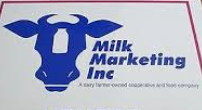 Milk
Marketing
Inc
A dairy farmer-owned cooperative and food company